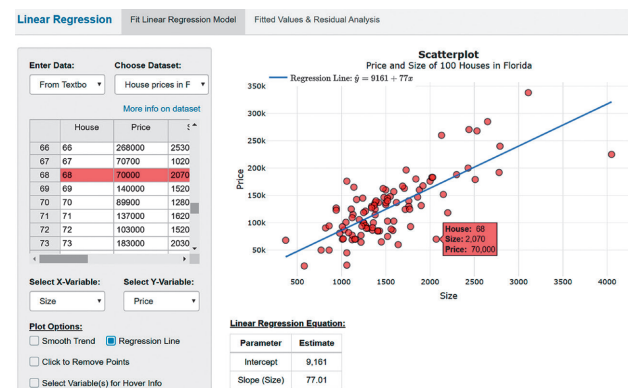 Linear Regression Fit Linear Regression Model Fitted Values & Residual Analysis
Enter Data: Choose Dataset:
From Textbo House prices in F
More info on dataset
House Price
66 66 268000 2530
67 67 70700 1020
68 68 70000 2070
69 69 140000 1520
70 70 89900 1280
71 71 137000 1620
72 72 103000 1520
73 73 183000 2030
Select X-Variable: Select Y-Variable:
Size Price
Plot Options:
Smooth Trend Regression Line
Click to Remove Points
Select Variable(s) for Hover Info
Scatterplot
Price and Size of 100 Houses in Florida
Regression Line: ŷ = 9161 + 77x
350k
300k
250k
200k
150k
100k
50k
Price
House: 68
Size: 2,070
Price: 70,000
500 1000 1500 2000 2500 3000 3500 4000
Size
Linear Regression Equation:
Parameter Estimate
Intercept 9,161
Slope (Size) 77.01